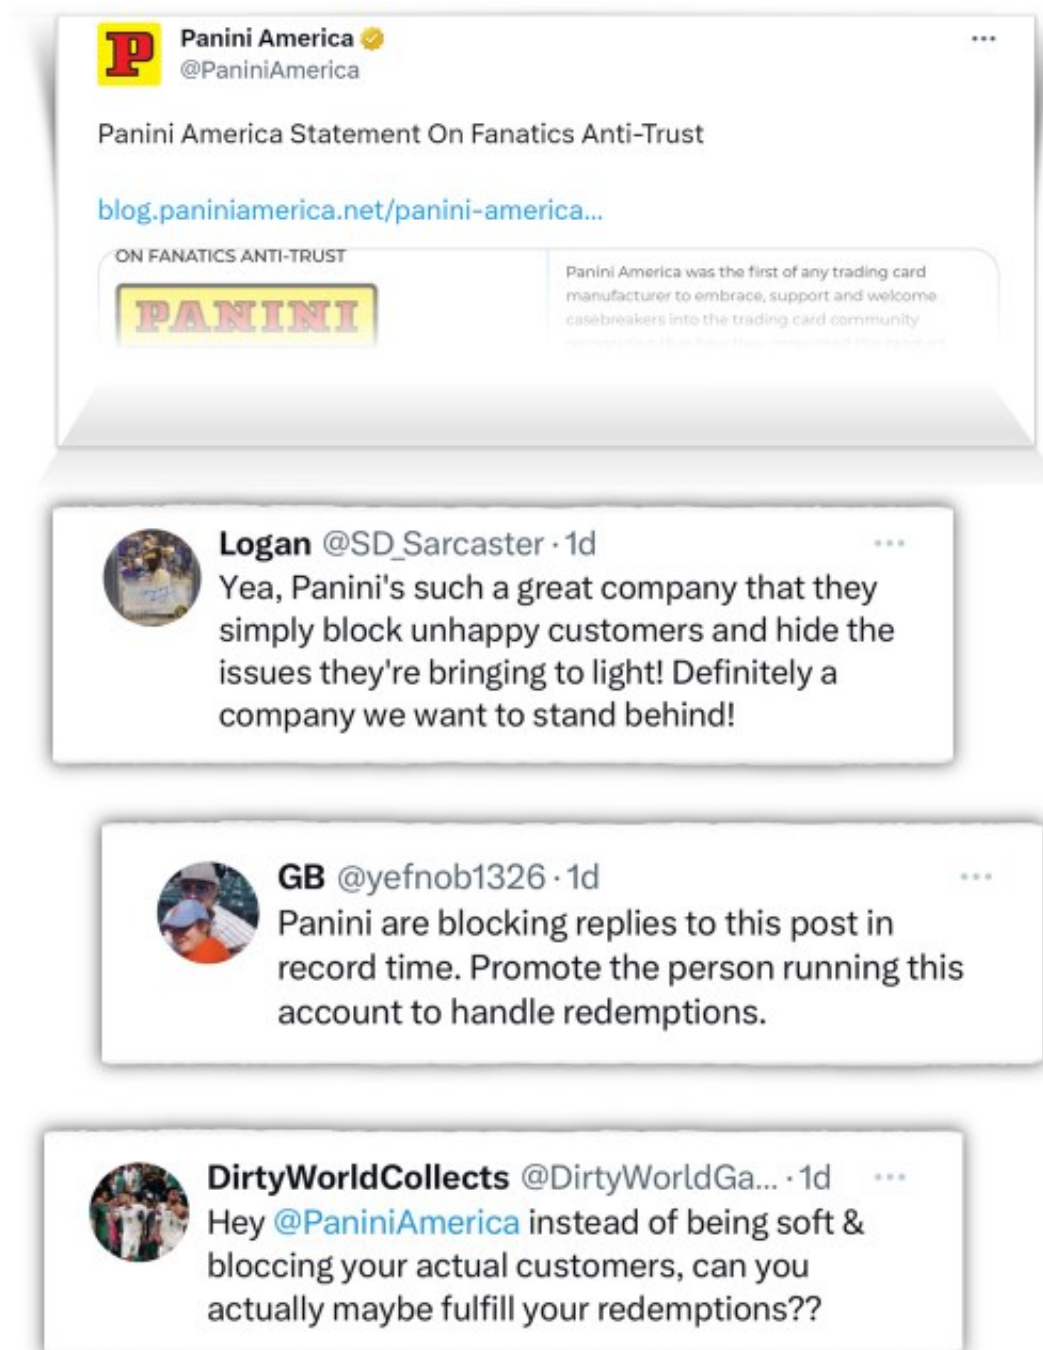 P
Panini America
@PaniniAmerica
Panini America Statement On Fanatics Anti-Trust
blog.paniniamerica.net/panini-america...
ON FANATICS ANTI-TRUST
PANINI
Panini America was the first of any trading card
manufacturer to embrace, support and welcome
casebreakers into the trading card community
Logan @SD_Sarcaster · 1d
Yea, Panini's such a great company that they
simply block unhappy customers and hide the
issues they're bringing to light! Definitely a
company we want to stand behind!
GB @yefnob1326 · 1d
Panini are blocking replies to this post in
record time. Promote the person running this
account to handle redemptions.
DirtyWorldCollects @DirtyWorldGa... · 1d
Hey @PaniniAmerica instead of being soft &
bloccing your actual customers, can you
actually maybe fulfill your redemptions??